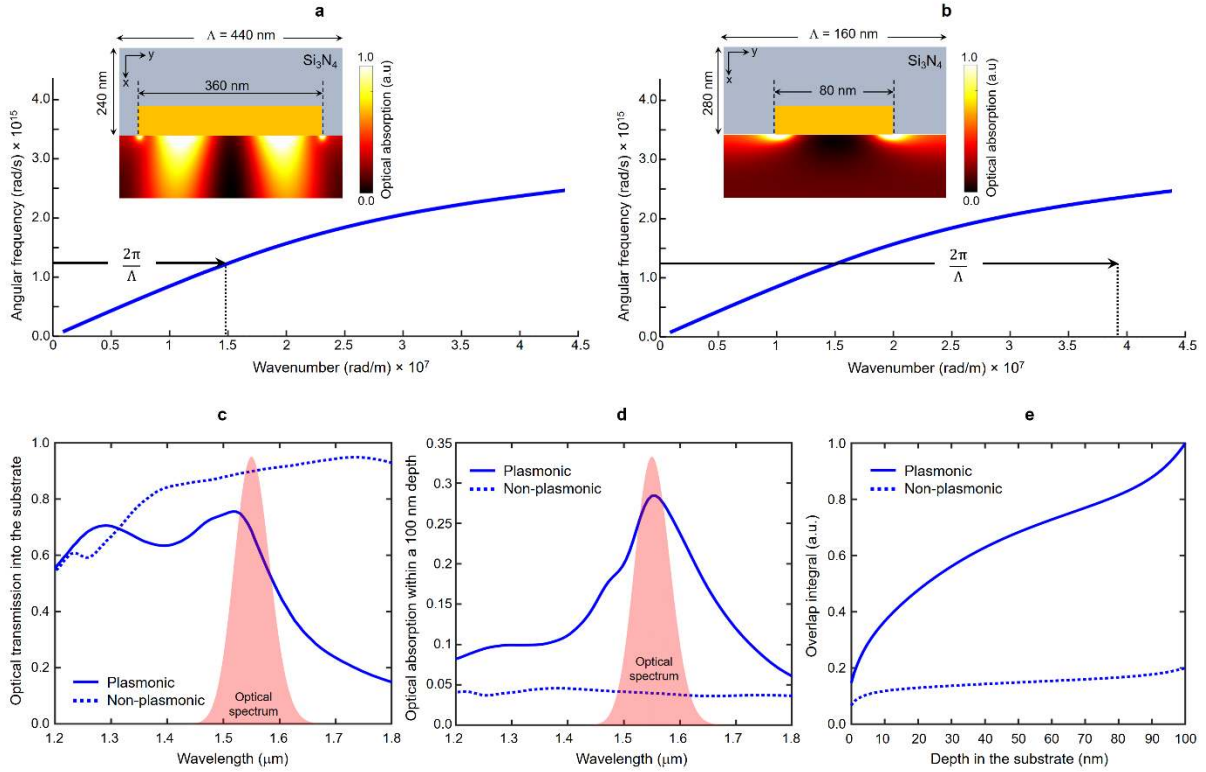 a
Λ = 440 nm
y
x
Si₃N₄
240 nm
360 nm
1.0
0.0
Optical absorption (a.u)
Angular frequency (rad/s) × 10¹⁵
4.0
3.0
2.0
1.0
0.0
0 0.5 1 1.5 2 2.5 3 3.5 4 4.5
2π
Λ
Wavenumber (rad/m) × 10⁷
b
Λ = 160 nm
y
x
Si₃N₄
280 nm
80 nm
1.0
0.0
Optical absorption (a.u)
Angular frequency (rad/s) × 10¹⁵
4.0
3.0
2.0
1.0
0.0
0 0.5 1 1.5 2 2.5 3 3.5 4 4.5
2π
Λ
Wavenumber (rad/m) × 10⁷
c
Optical transmission into the substrate
1.0
0.8
0.6
0.4
0.2
0.0
Plasmonic
Non-plasmonic
Optical
spectrum
1.2 1.3 1.4 1.5 1.6 1.7 1.8
Wavelength (μm)
d
Optical absorption within a 100 nm depth
0.35
0.30
0.25
0.20
0.15
0.10
0.05
0.0
Plasmonic
Non-plasmonic
Optical
spectrum
1.2 1.3 1.4 1.5 1.6 1.7 1.8
Wavelength (μm)
e
Overlap integral (a.u.)
1.0
0.8
0.6
0.4
0.2
0.0
Plasmonic
Non-plasmonic
0 10 20 30 40 50 60 70 80 90 100
Depth in the substrate (nm)